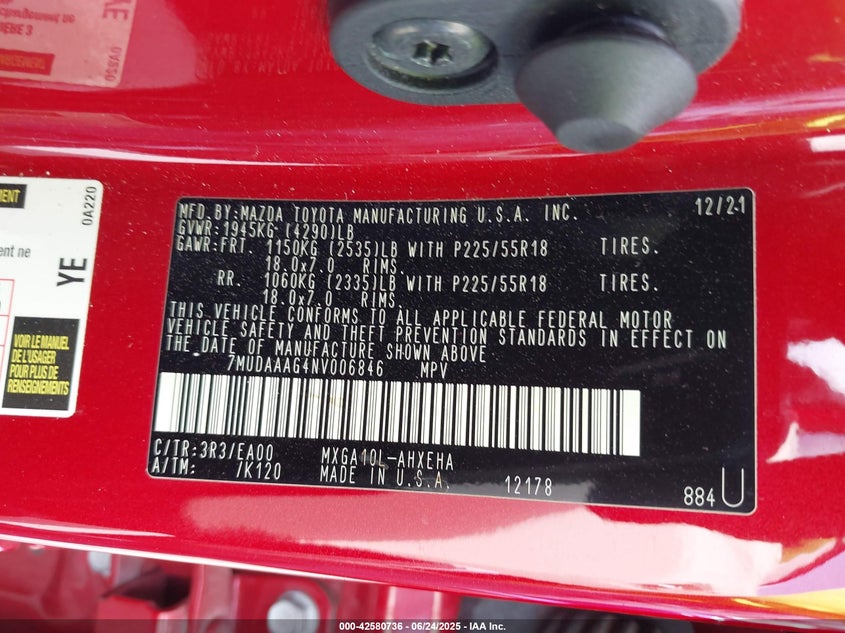 MENT
0A220
ent ne
YE
VOIR LE MANUEL
DE L'USAGER
POUR PLUS DE
RENSEIGNEMENTS
MFD.BY:MAZDA TOYOTA MANUFACTURING U.S.A. INC. 12/21
GVWR:1945KG (4290)LB
GAWR:FRT. 1150KG (2535)LB WITH P225/55R18 TIRES.
18.0x7.0 RIMS.
RR. 1060KG (2335)LB WITH P225/55R18 TIRES.
18.0x7.0 RIMS.
THIS VEHICLE CONFORMS TO ALL APPLICABLE FEDERAL MOTOR
VEHICLE SAFETY AND THEFT PREVENTION STANDARDS IN EFFECT ON
THE DATE OF MANUFACTURE SHOWN ABOVE
7MUDAAAG4NV006846 MPV
C/TR:3R3/EA00 MXGA10L-AHXEHA
A/TM: /K120 MADE IN U.S.A. 12178
884 U
000-42580736 - 06/24/2025 - IAA Inc.